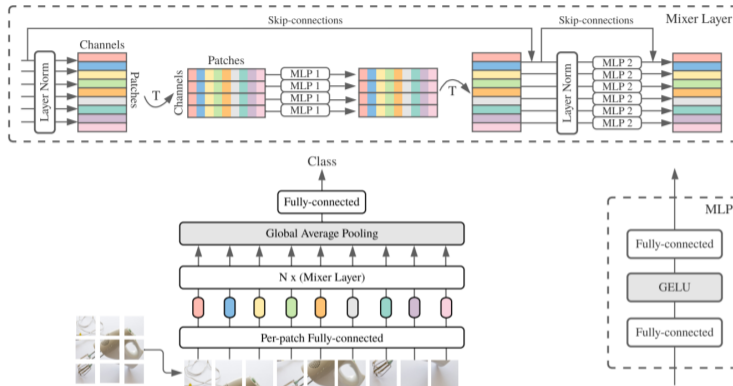 Skip-connections
Skip-connections
Mixer Layer
Channels
Layer Norm
Patches
T
Channels
Patches
MLP 1
MLP 1
MLP 1
MLP 1
T
Layer Norm
MLP 2
MLP 2
MLP 2
MLP 2
MLP 2
MLP 2
Class
Fully-connected
Global Average Pooling
N x (Mixer Layer)
Per-patch Fully-connected
MLP
Fully-connected
GELU
Fully-connected